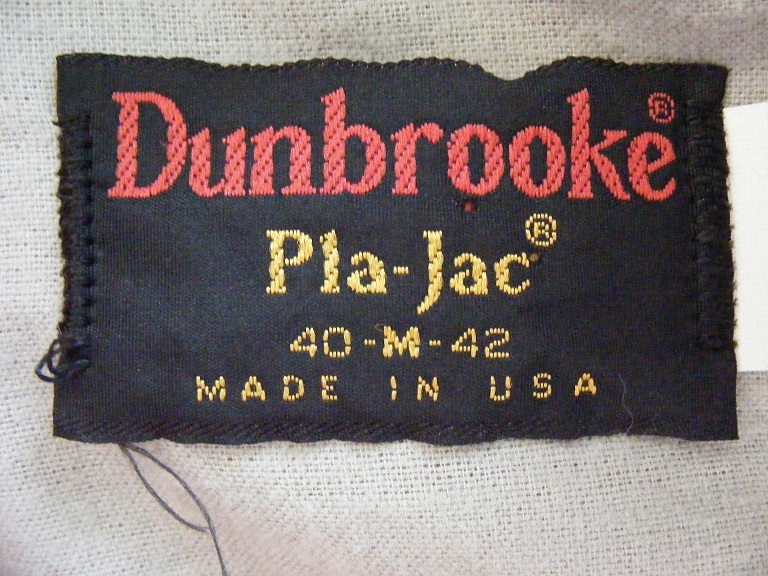 Dunbrooke®
Pla-Jac®
40-M-42
MADE IN USA